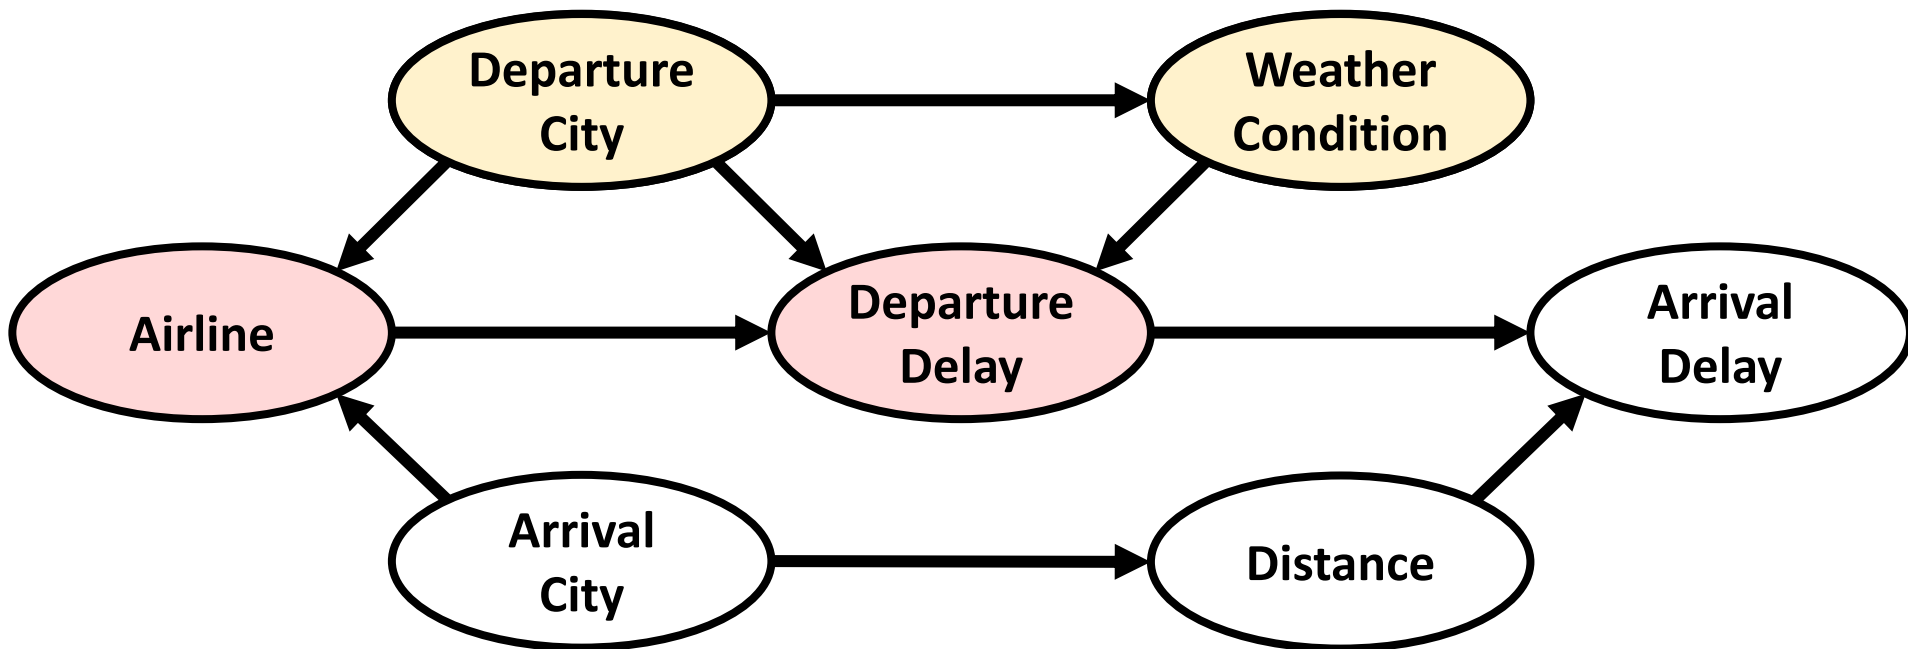 Departure
City
Weather
Condition
Airline
Departure
Delay
Arrival
Delay
Arrival
City
Distance